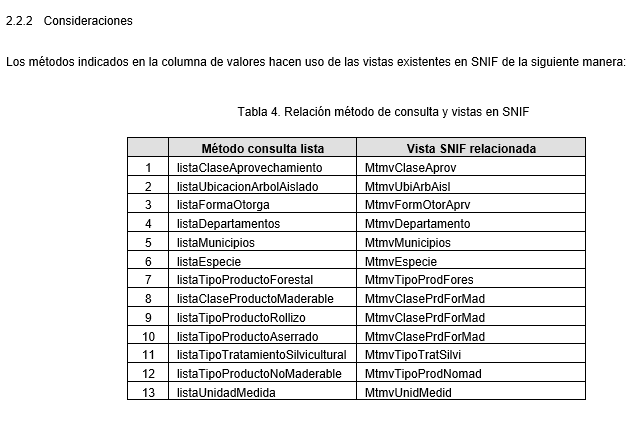 2.2.2 Consideraciones
Los métodos indicados en la columna de valores hacen uso de las vistas existentes en SNIF de la siguiente manera:
Tabla 4. Relación método de consulta y vistas en SNIF
Método consulta lista Vista SNIF relacionada
1 listaClaseAprovechamiento MtmvClaseAprov
2 listaUbicacionArbolAislado MtmvUbiArbAisl
3 listaFormaOtorga MtmvFormOtorAprv
4 listaDepartamentos MtmvDepartamento
5 listaMunicipios MtmvMunicipios
6 listaEspecie MtmvEspecie
7 listaTipoProductoForestal MtmvTipoProdFores
8 listaClaseProductoMaderable MtmvClasePrdForMad
9 listaTipoProductoRollizo MtmvClasePrdForMad
10 listaTipoProductoAserrado MtmvClasePrdForMad
11 listaTipoTratamientoSilvicultural MtmvTipoTratSilvi
12 listaTipoProductoNoMaderable MtmvTipoProdNomad
13 listaUnidadMedida MtmvUnidMedid